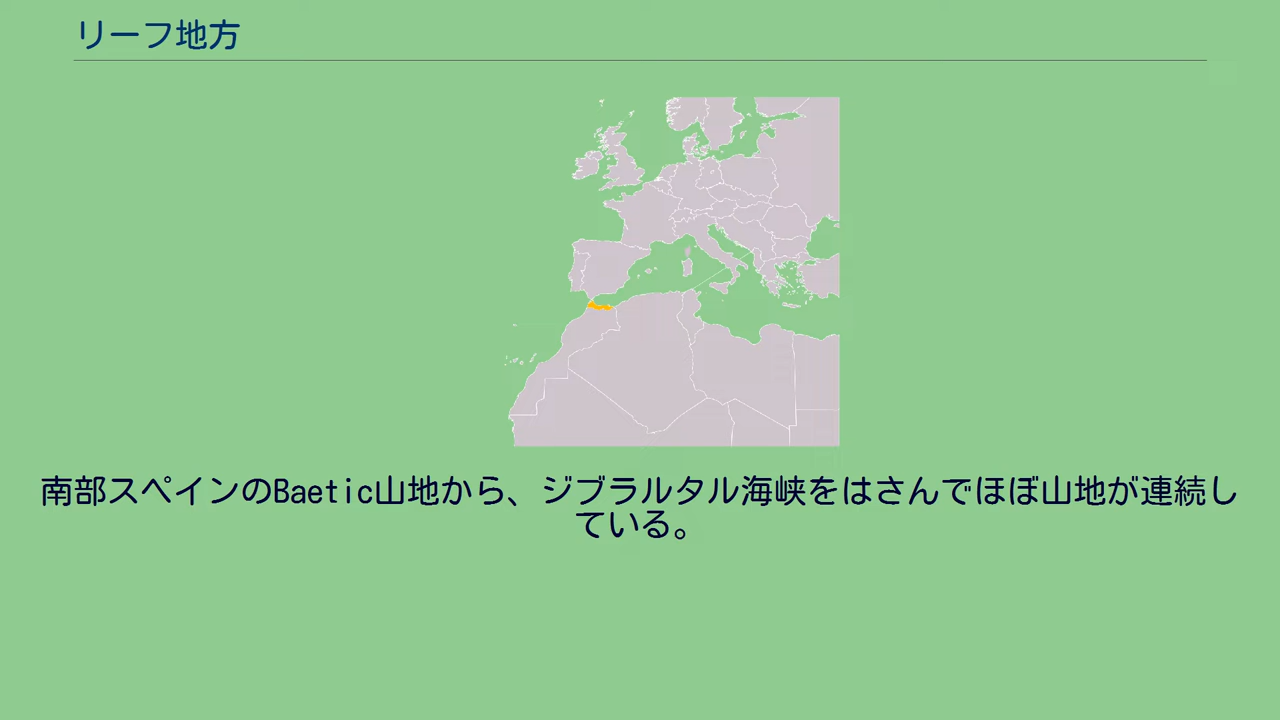 リーフ地方
南部スペインのBaetic山地から、ジブラルタル海峡をはさんでほぼ山地が連続し
ている。